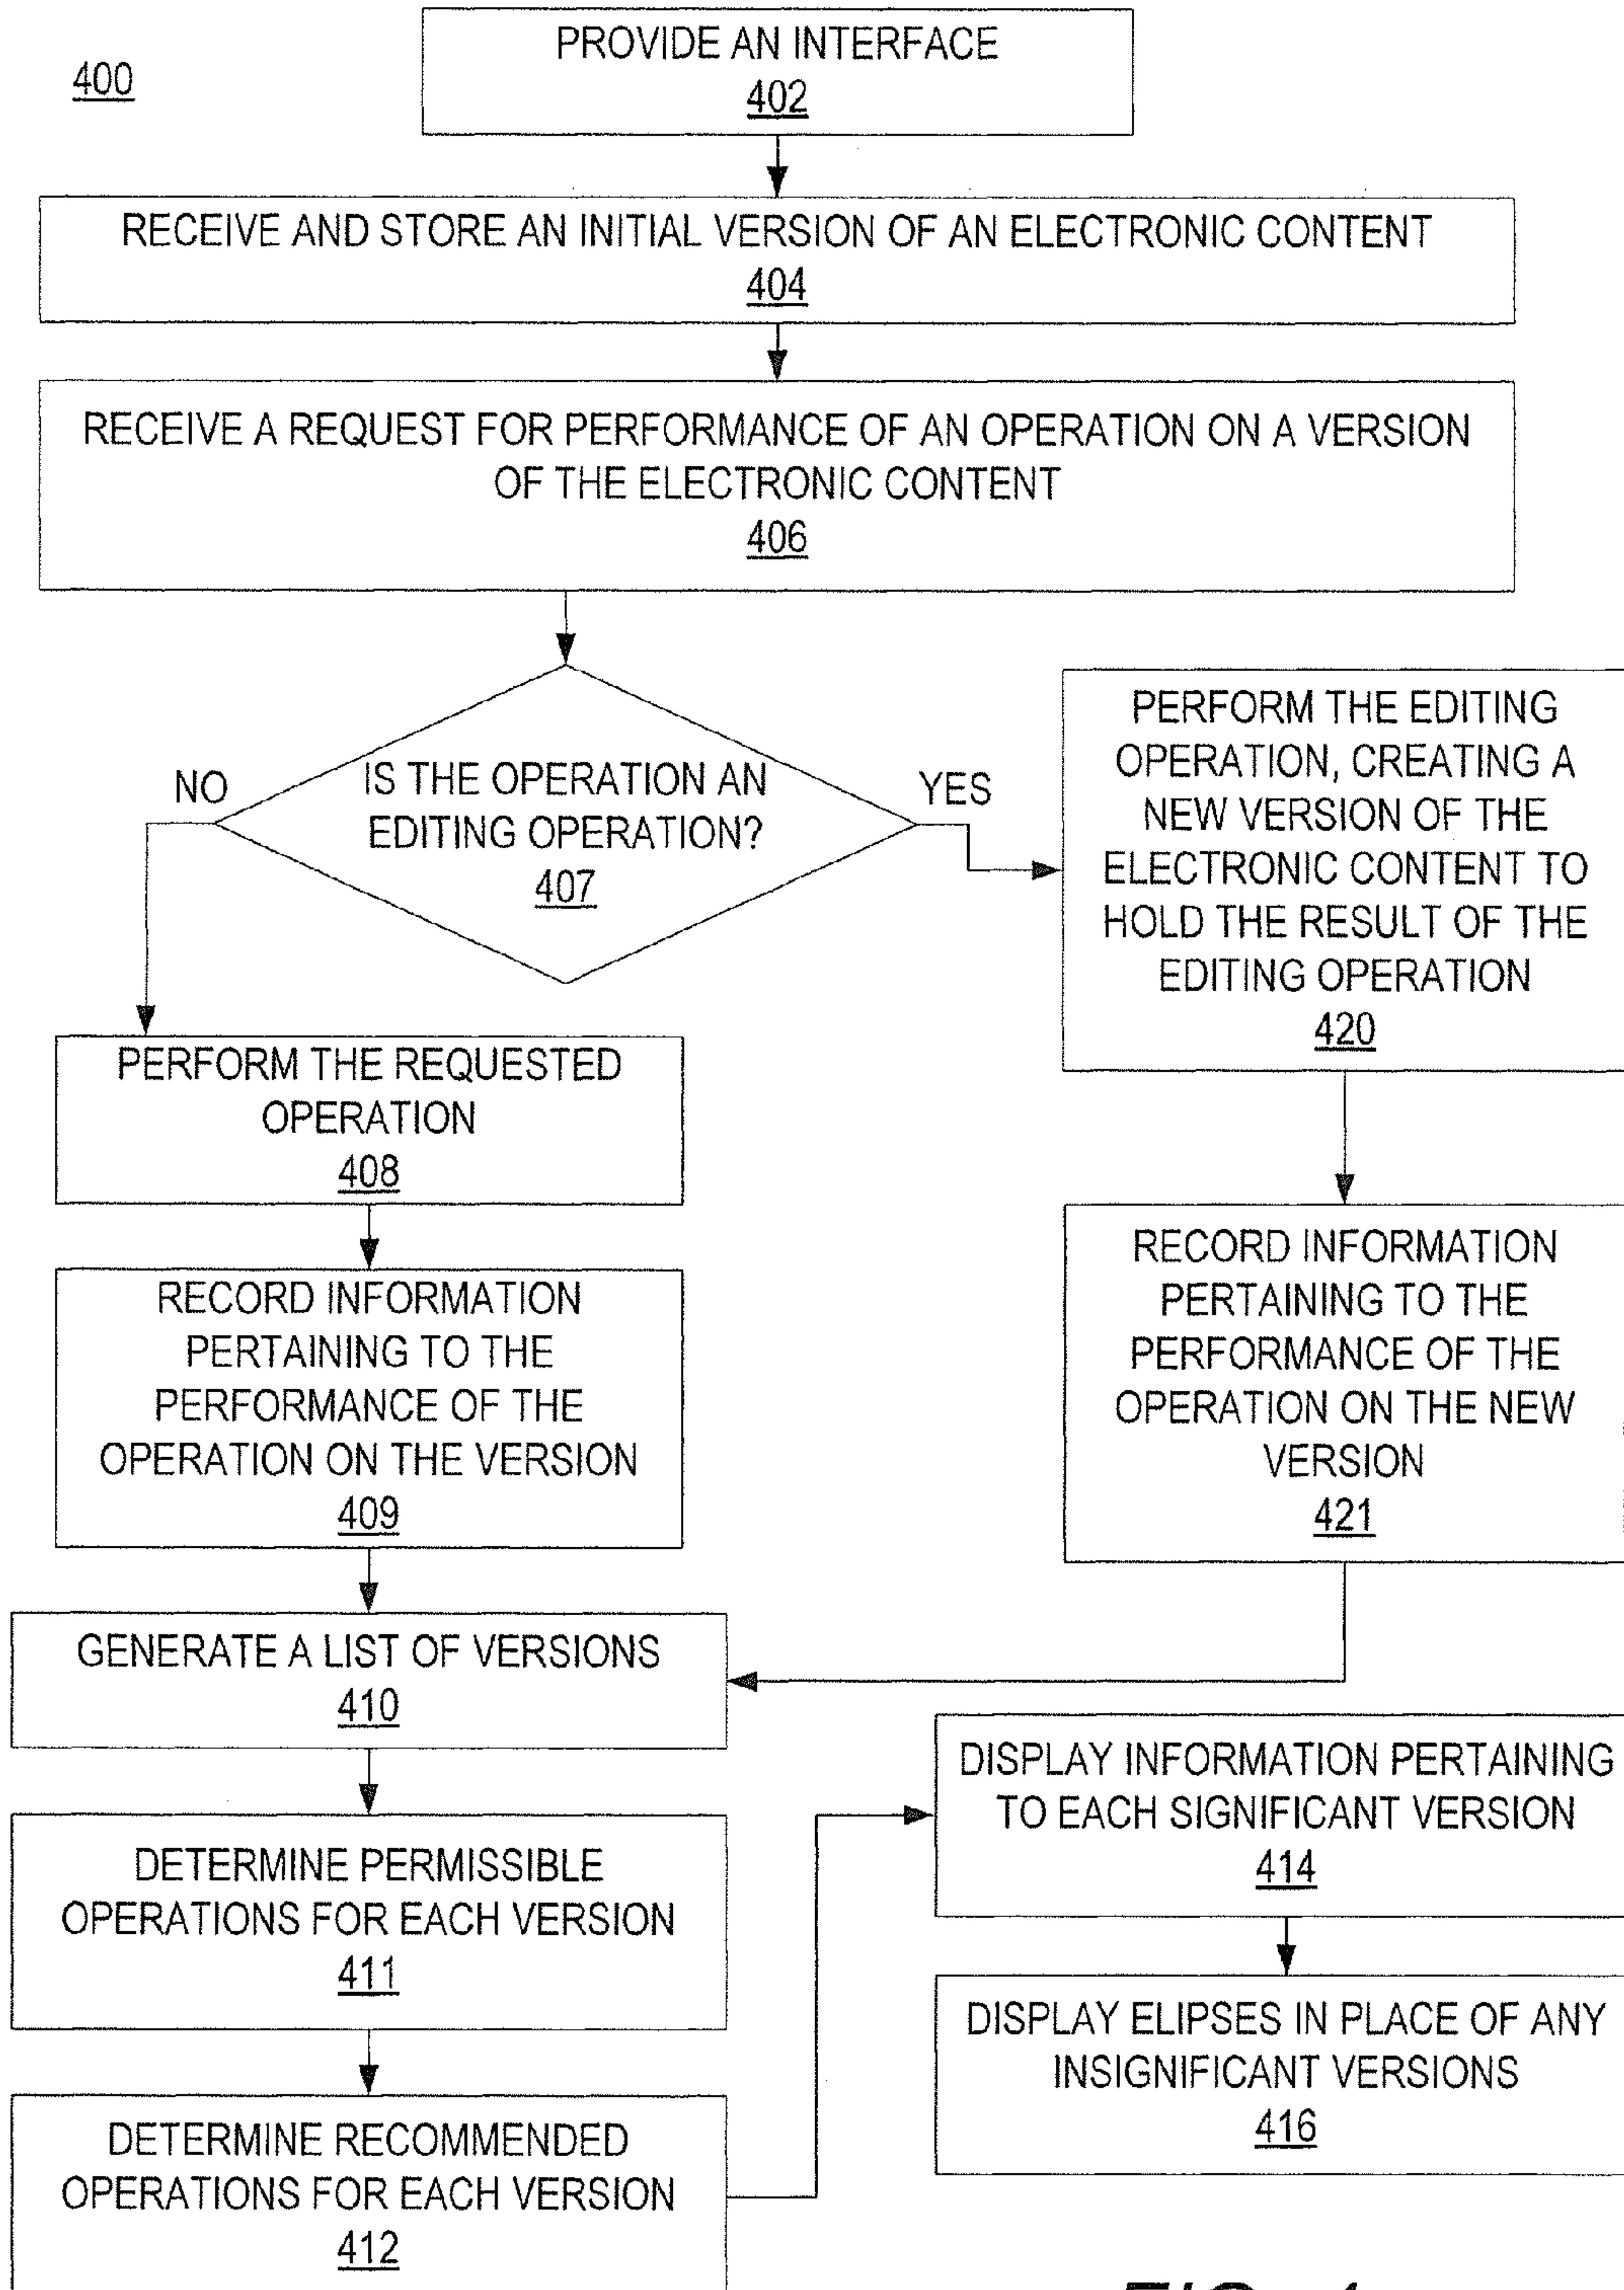 400
PROVIDE AN INTERFACE
402
RECEIVE AND STORE AN INITIAL VERSION OF AN ELECTRONIC CONTENT
404
RECEIVE A REQUEST FOR PERFORMANCE OF AN OPERATION ON A VERSION
OF THE ELECTRONIC CONTENT
406
IS THE OPERATION AN
EDITING OPERATION?
407
NO
YES
PERFORM THE REQUESTED
OPERATION
408
RECORD INFORMATION
PERTAINING TO THE
PERFORMANCE OF THE
OPERATION ON THE VERSION
409
PERFORM THE EDITING
OPERATION, CREATING A
NEW VERSION OF THE
ELECTRONIC CONTENT TO
HOLD THE RESULT OF THE
EDITING OPERATION
420
RECORD INFORMATION
PERTAINING TO THE
PERFORMANCE OF THE
OPERATION ON THE NEW
VERSION
421
GENERATE A LIST OF VERSIONS
410
DETERMINE PERMISSIBLE
OPERATIONS FOR EACH VERSION
411
DETERMINE RECOMMENDED
OPERATIONS FOR EACH VERSION
412
DISPLAY INFORMATION PERTAINING
TO EACH SIGNIFICANT VERSION
414
DISPLAY ELIPSES IN PLACE OF ANY
INSIGNIFICANT VERSIONS
416